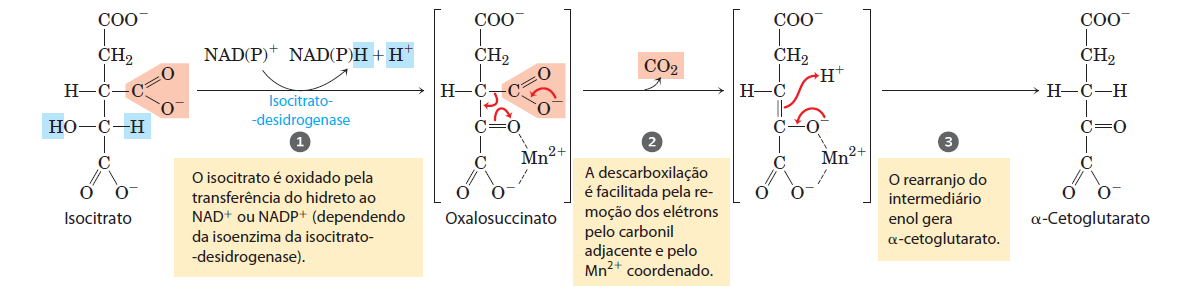 COO⁻
CH₂
H—C—C
O
O⁻
HO—C—H
C
O O⁻
Isocitrato
NAD(P)⁺ NAD(P)H + H⁺
Isocitrato-
-desidrogenase
1
O isocitrato é oxidado pela
transferência do hidreto ao
NAD⁺ ou NADP⁺ (dependendo
da isoenzima da isocitrato-
-desidrogenase).
COO⁻
CH₂
H—C—C
O
O⁻
C=O
Mn²⁺
C
O O⁻
Oxalosuccinato
CO₂
2
A descarboxilação
é facilitada pela re-
moção dos elétrons
pelo carbonil
adjacente e pelo
Mn²⁺ coordenado.
COO⁻
CH₂
H⁺
H—C
C—O⁻
Mn²⁺
C
O O⁻
3
O rearranjo do
intermediário
enol gera
α-cetoglutarato.
COO⁻
CH₂
H—C—H
C=O
C
O O⁻
α-Cetoglutarato